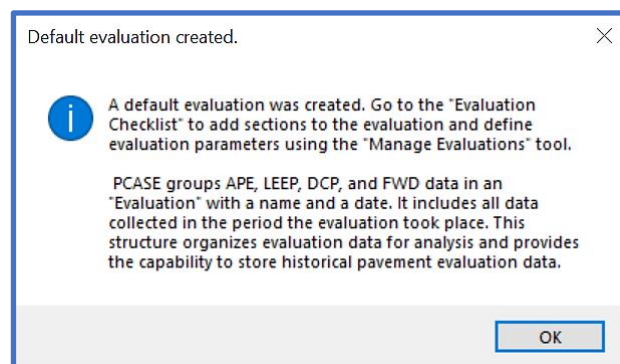 Default evaluation created.
A default evaluation was created. Go to the "Evaluation
Checklist" to add sections to the evaluation and define
evaluation parameters using the "Manage Evaluations" tool.
PCASE groups APE, LEEP, DCP, and FWD data in an
"Evaluation" with a name and a date. It includes all data
collected in the period the evaluation took place. This
structure organizes evaluation data for analysis and provides
the capability to store historical pavement evaluation data.
OK